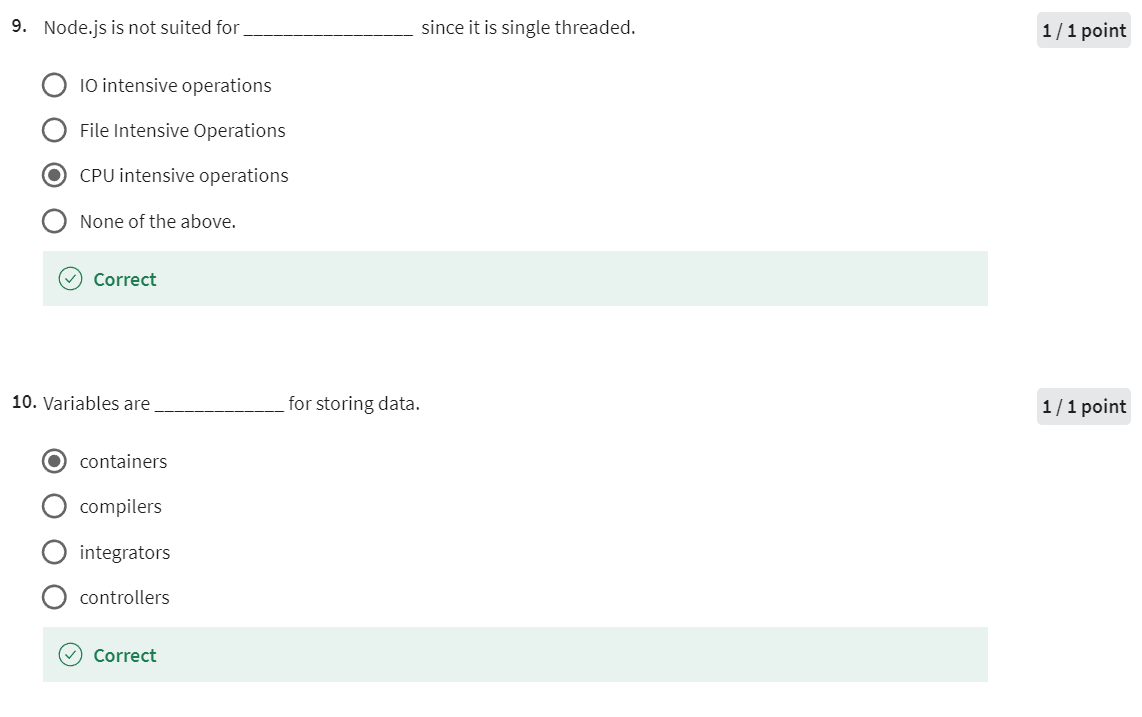 9. Node.js is not suited for _________________ since it is single threaded.
1 / 1 point
IO intensive operations
File Intensive Operations
CPU intensive operations
None of the above.
Correct
10. Variables are _____________ for storing data.
1 / 1 point
containers
compilers
integrators
controllers
Correct